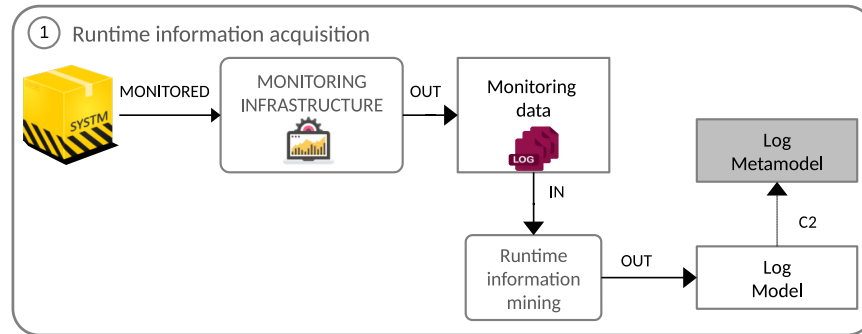 1 Runtime information acquisition
SYSTM
MONITORED
MONITORING
INFRASTRUCTURE
OUT
Monitoring
data
LOG
IN
Runtime
information
mining
OUT
Log
Model
C2
Log
Metamodel